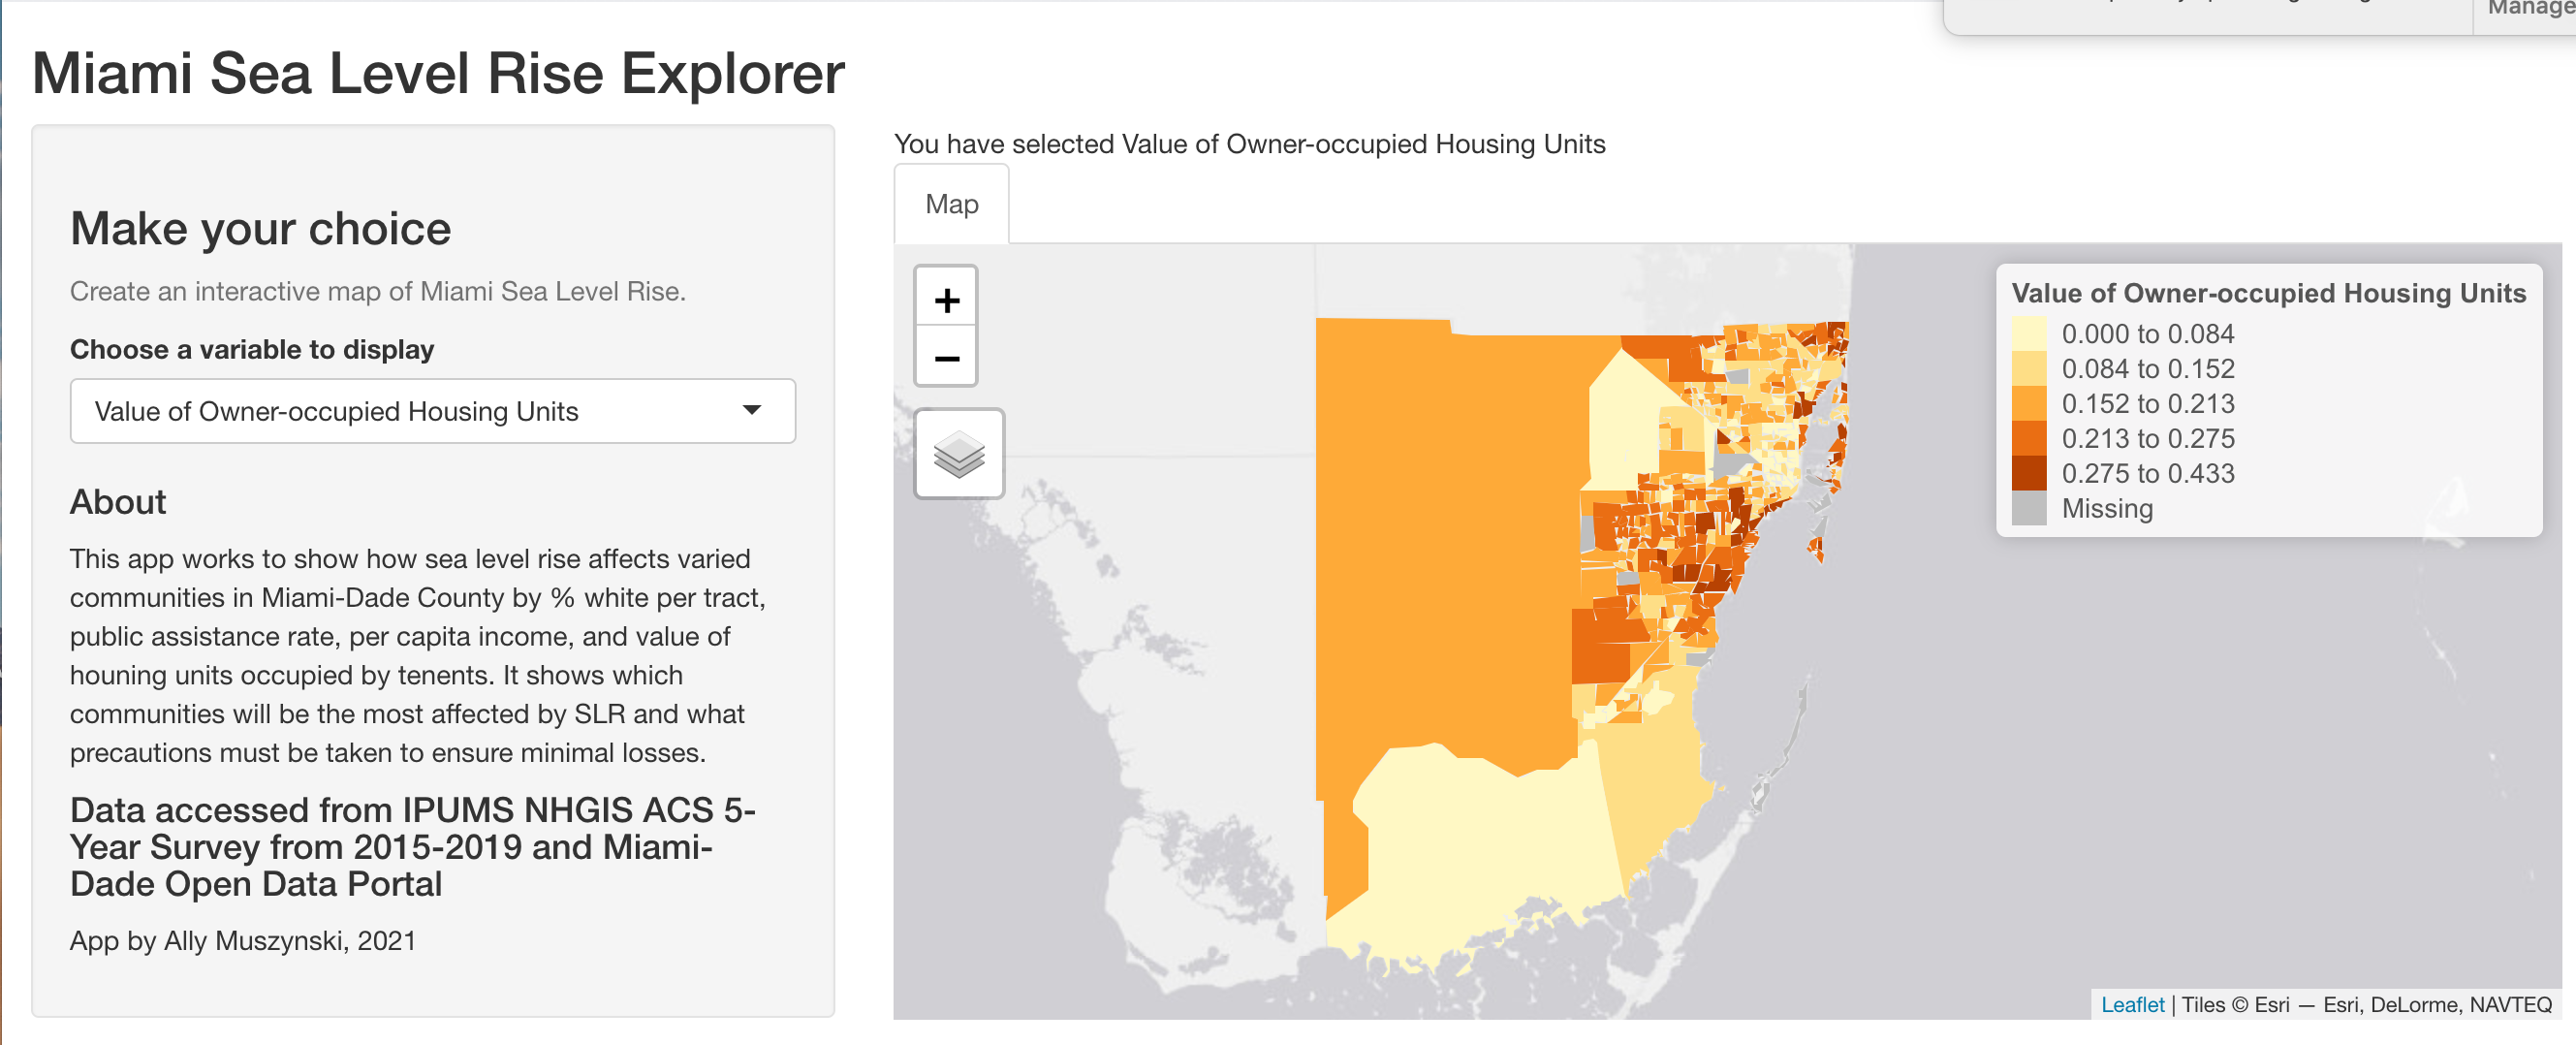 Manage
Miami Sea Level Rise Explorer
Make your choice
Create an interactive map of Miami Sea Level Rise.
Choose a variable to display
Value of Owner-occupied Housing Units
About
This app works to show how sea level rise affects varied
communities in Miami-Dade County by % white per tract,
public assistance rate, per capita income, and value of
houning units occupied by tenents. It shows which
communities will be the most affected by SLR and what
precautions must be taken to ensure minimal losses.
Data accessed from IPUMS NHGIS ACS 5-
Year Survey from 2015-2019 and Miami-
Dade Open Data Portal
App by Ally Muszynski, 2021
You have selected Value of Owner-occupied Housing Units
Map
+
−
Value of Owner-occupied Housing Units
0.000 to 0.084
0.084 to 0.152
0.152 to 0.213
0.213 to 0.275
0.275 to 0.433
Missing
Leaflet | Tiles © Esri — Esri, DeLorme, NAVTEQ